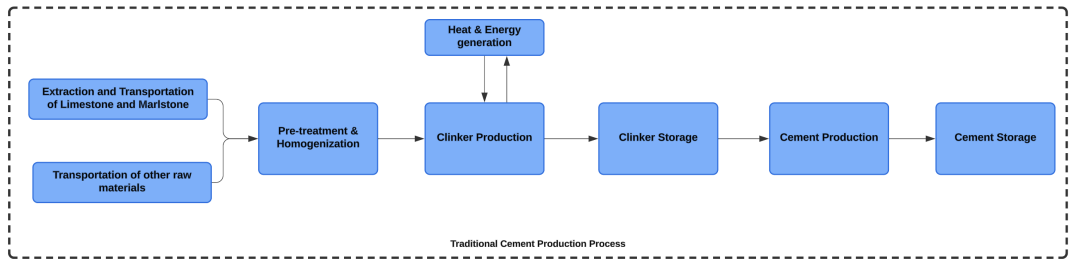 Heat & Energy
generation
Extraction and Transportation
of Limestone and Marlstone
Pre-treatment &
Homogenization
Clinker Production
Clinker Storage
Cement Production
Cement Storage
Transportation of other raw
materials
Traditional Cement Production Process